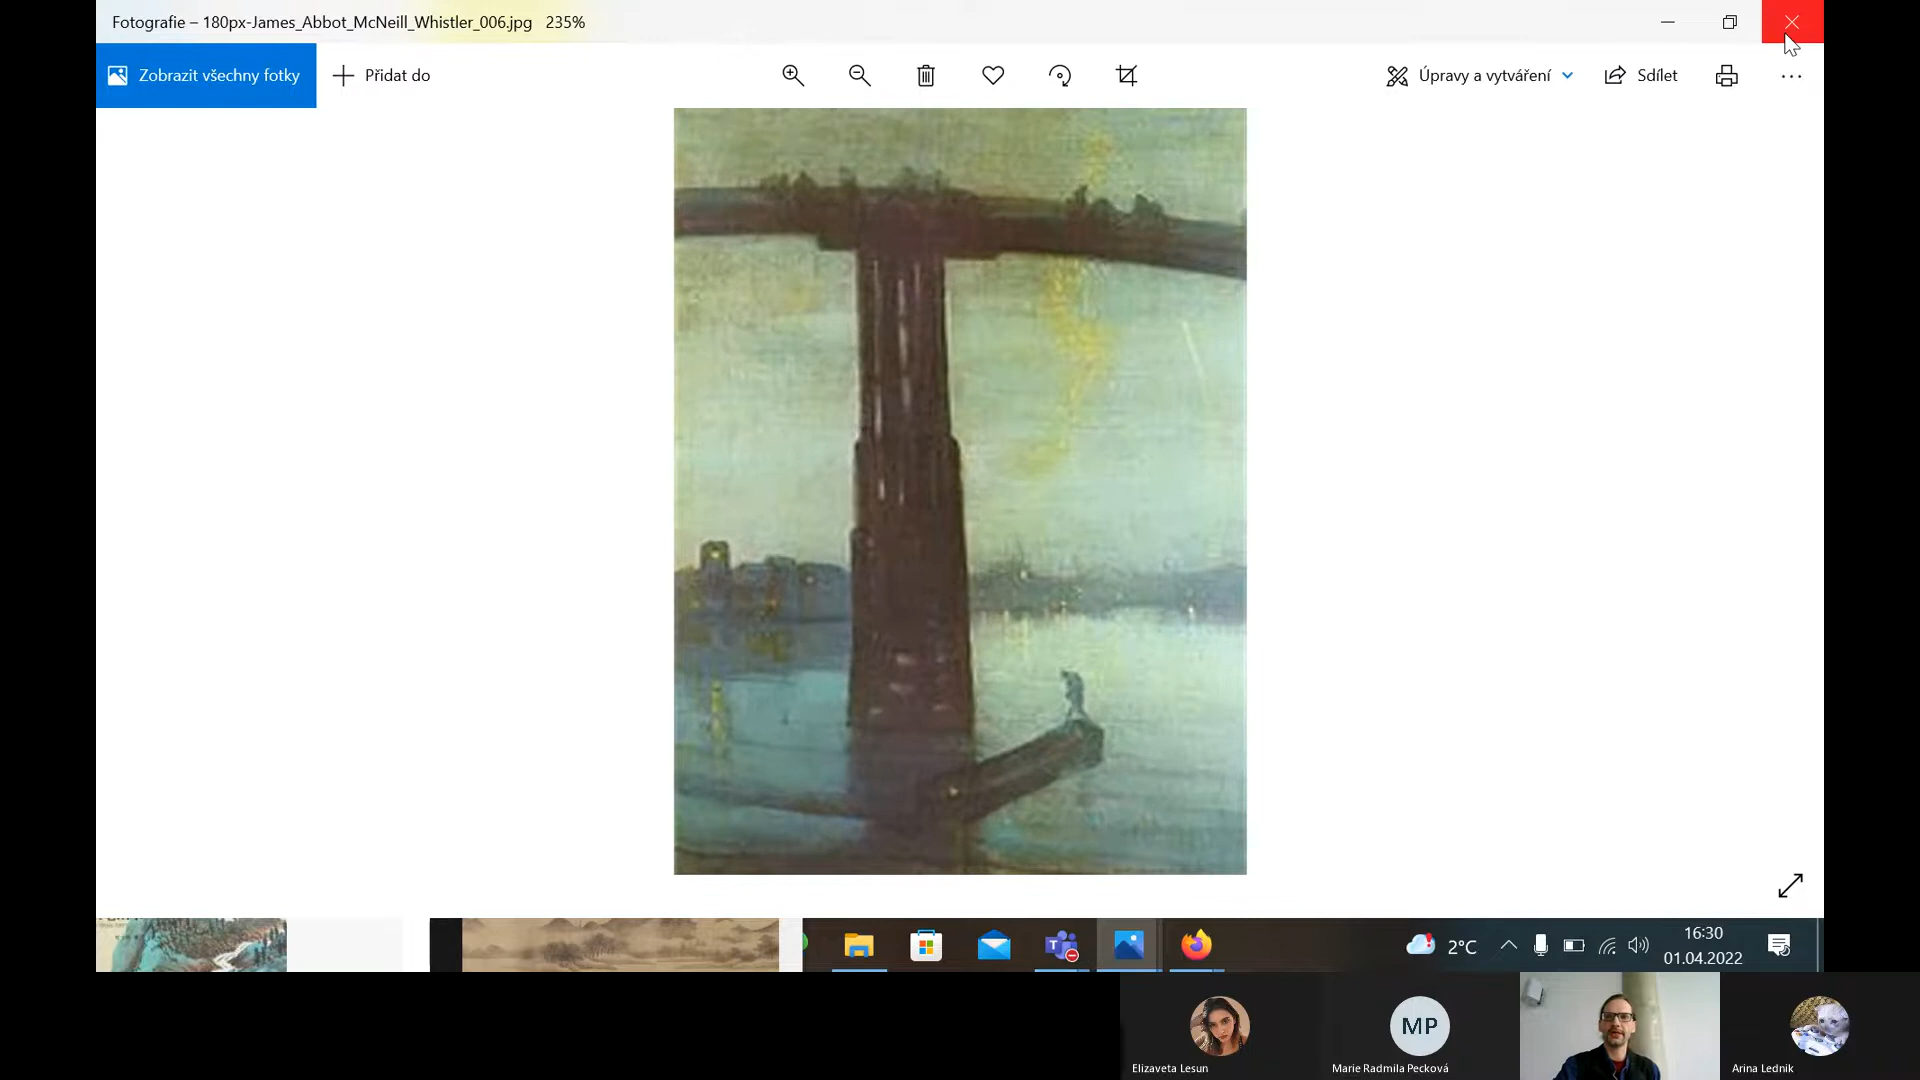 Fotografie – 180px-James_Abbot_McNeill_Whistler_006.jpg   235%
Zobrazit všechny fotky
Přidat do
Úpravy a vytváření
Sdílet
2°C
16:30
01.04.2022
MP
Elizaveta Lesun
Marie Radmila Pecková
Arina Lednik